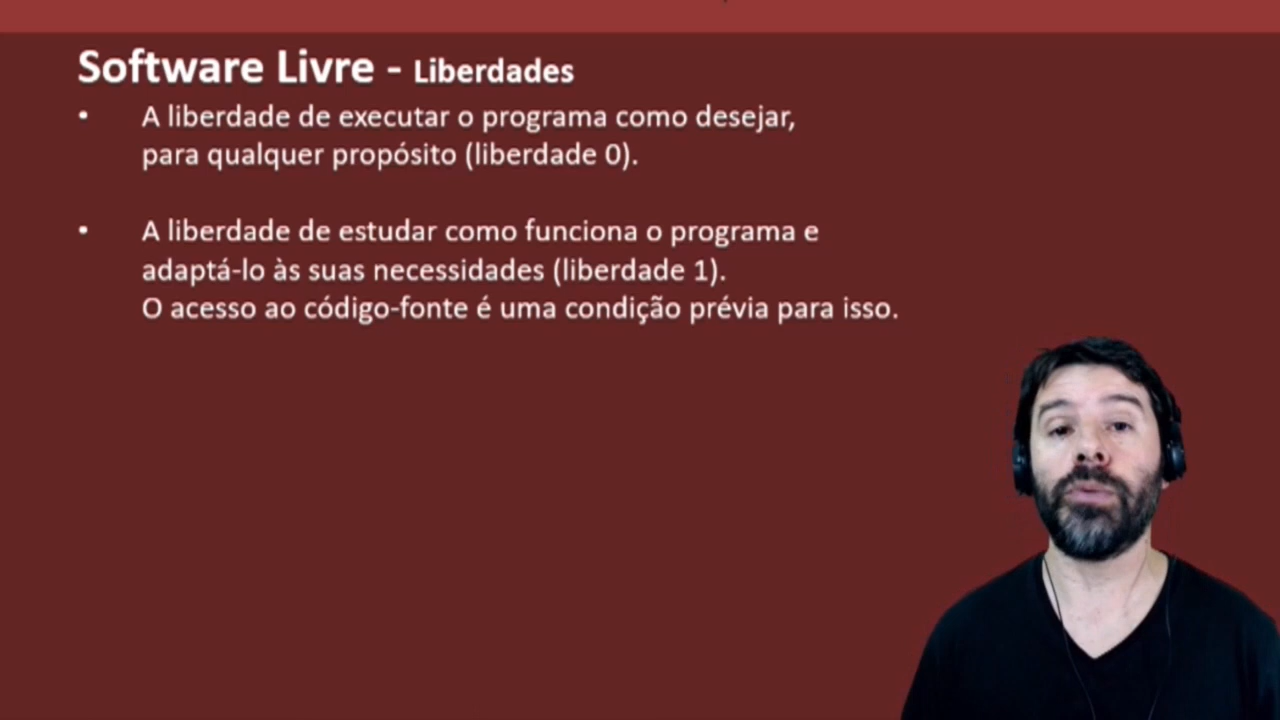 Software Livre - Liberdades
• A liberdade de executar o programa como desejar,
para qualquer propósito (liberdade 0).
• A liberdade de estudar como funciona o programa e
adaptá-lo às suas necessidades (liberdade 1).
O acesso ao código-fonte é uma condição prévia para isso.